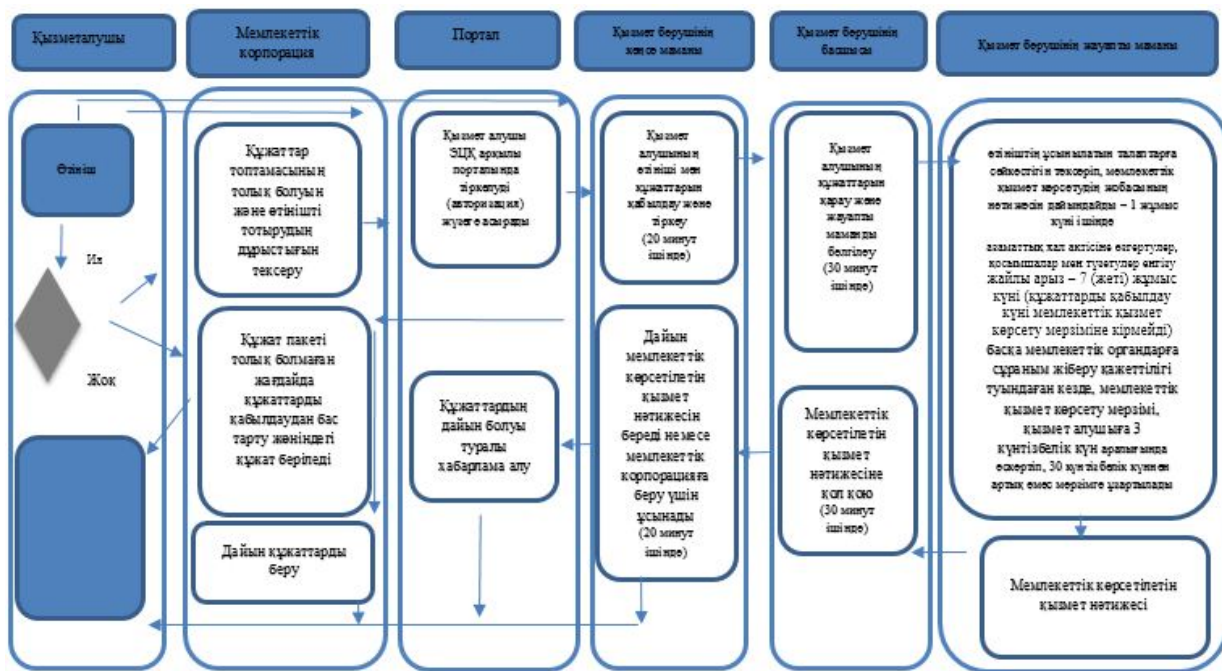 Қызметалушы
Мемлекеттік
корпорация
Портал
Қызмет берушінің
кеңсе маманы
Қызмет берушінің
басшысы
Қызмет берушінің жауапты маманы
Өтініш
Ия
Жоқ
Құжаттар
топтамасының
толық болуын
және өтінішті
тотырудың
дұрыстығын
тексеру
Құжат пакеті
толық болмаған
жағдайда
құжаттарды
қабылдаудан бас
тарту жөніндегі
құжат беріледі
Дайын құжаттарды
беру
Қызмет алушы
ЭЦҚ арқылы
порталында
тіркелуді
(авторизация)
жүзеге асырады
Құжаттардың
дайын болуы
туралы
хабарлама алу
Қызмет
алушының
өтініші мен
құжаттарын
қабылдау және
тіркеу
(20 минут
ішінде)
Дайын
мемлекеттік
көрсетілетін
қызмет
нәтижесін
береді немесе
мемлекеттік
корпорацияға
беру үшін
ұсынады
(20 минут
ішінде)
Қызмет
алушының
құжаттарын
қарау және
жауапты
маманды
белгілеу
(30 минут
ішінде)
Мемлекеттік
көрсетілетін
қызмет
нәтижесіне
қол қою
(30 минут
ішінде)
өтініштің ұсынылатын талаптарға
сәйкестігін тексеріп, мемлекеттік
қызмет көрсетудің жобасының
нәтижесін дайындайды – 1 жұмыс
күні ішінде
азаматтық хал актісіне өзгертулер,
қосымшалар мен түзетулер енгізу
жайлы арыз – 7 (жеті) жұмыс
күні (құжаттарды қабылдау
күні мемлекеттік қызмет
көрсету мерзіміне кірмейді)
басқа мемлекеттік органдарға
сұраным жіберу қажеттілігі
туындаған кезде, мемлекеттік
қызмет көрсету мерзімі,
қызмет алушыға 3
күнтізбелік күн аралығында
ескертіп, 30 күнтізбелік күннен
артық емес мерзімге ұзартылады
Мемлекеттік көрсетілетін
қызмет нәтижесі